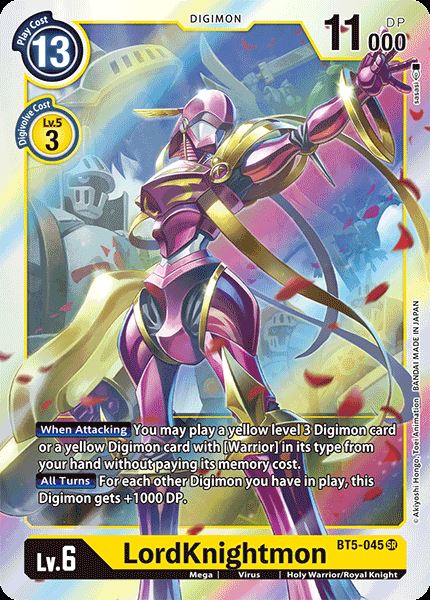 Play Cost
13
DIGIMON
DP
11000
Digivolve Cost
Lv.5
3
sasasi
When Attacking You may play a yellow level 3 Digimon card
or a yellow Digimon card with [Warrior] in its type from
your hand without paying its memory cost.
All Turns For each other Digimon you have in play, this
Digimon gets +1000 DP.
© Akiyoshi Hongo, Toei Animation BANDAI MADE IN JAPAN
Lv.6
LordKnightmon
BT5-045 SR
Mega | Virus | Holy Warrior/Royal Knight